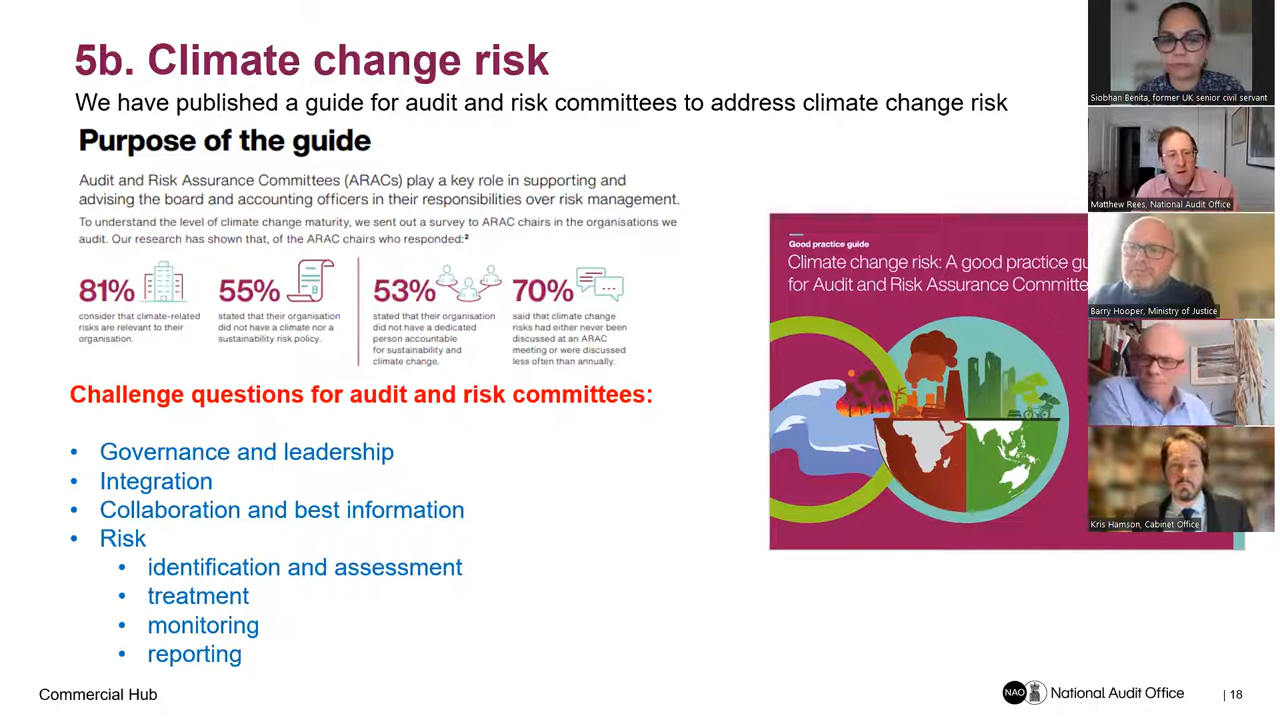 5b. Climate change risk
We have published a guide for audit and risk committees to address climate change risk
Purpose of the guide
Audit and Risk Assurance Committees (ARACs) play a key role in supporting and
advising the board and accounting officers in their responsibilities over risk management.
To understand the level of climate change maturity, we sent out a survey to ARAC chairs in the organisations we
audit. Our research has shown that, of the ARAC chairs who responded:²
81%
consider that climate-related
risks are relevant to their
organisation.
55%
stated that their organisation
did not have a climate nor a
sustainability risk policy.
53%
stated that their organisation
did not have a dedicated
person accountable
for sustainability and
climate change.
70%
said that climate change
risks had either never been
discussed at an ARAC
meeting or were discussed
less often than annually.
Challenge questions for audit and risk committees:
• Governance and leadership
• Integration
• Collaboration and best information
• Risk
• identification and assessment
• treatment
• monitoring
• reporting
Good practice guide
Climate change risk: A good practice gu
for Audit and Risk Assurance Committe
Siobhan Benita, former UK senior civil servant
Matthew Rees, National Audit Office
Barry Hooper, Ministry of Justice
Kris Hamson, Cabinet Office
Commercial Hub
NAO National Audit Office
| 18